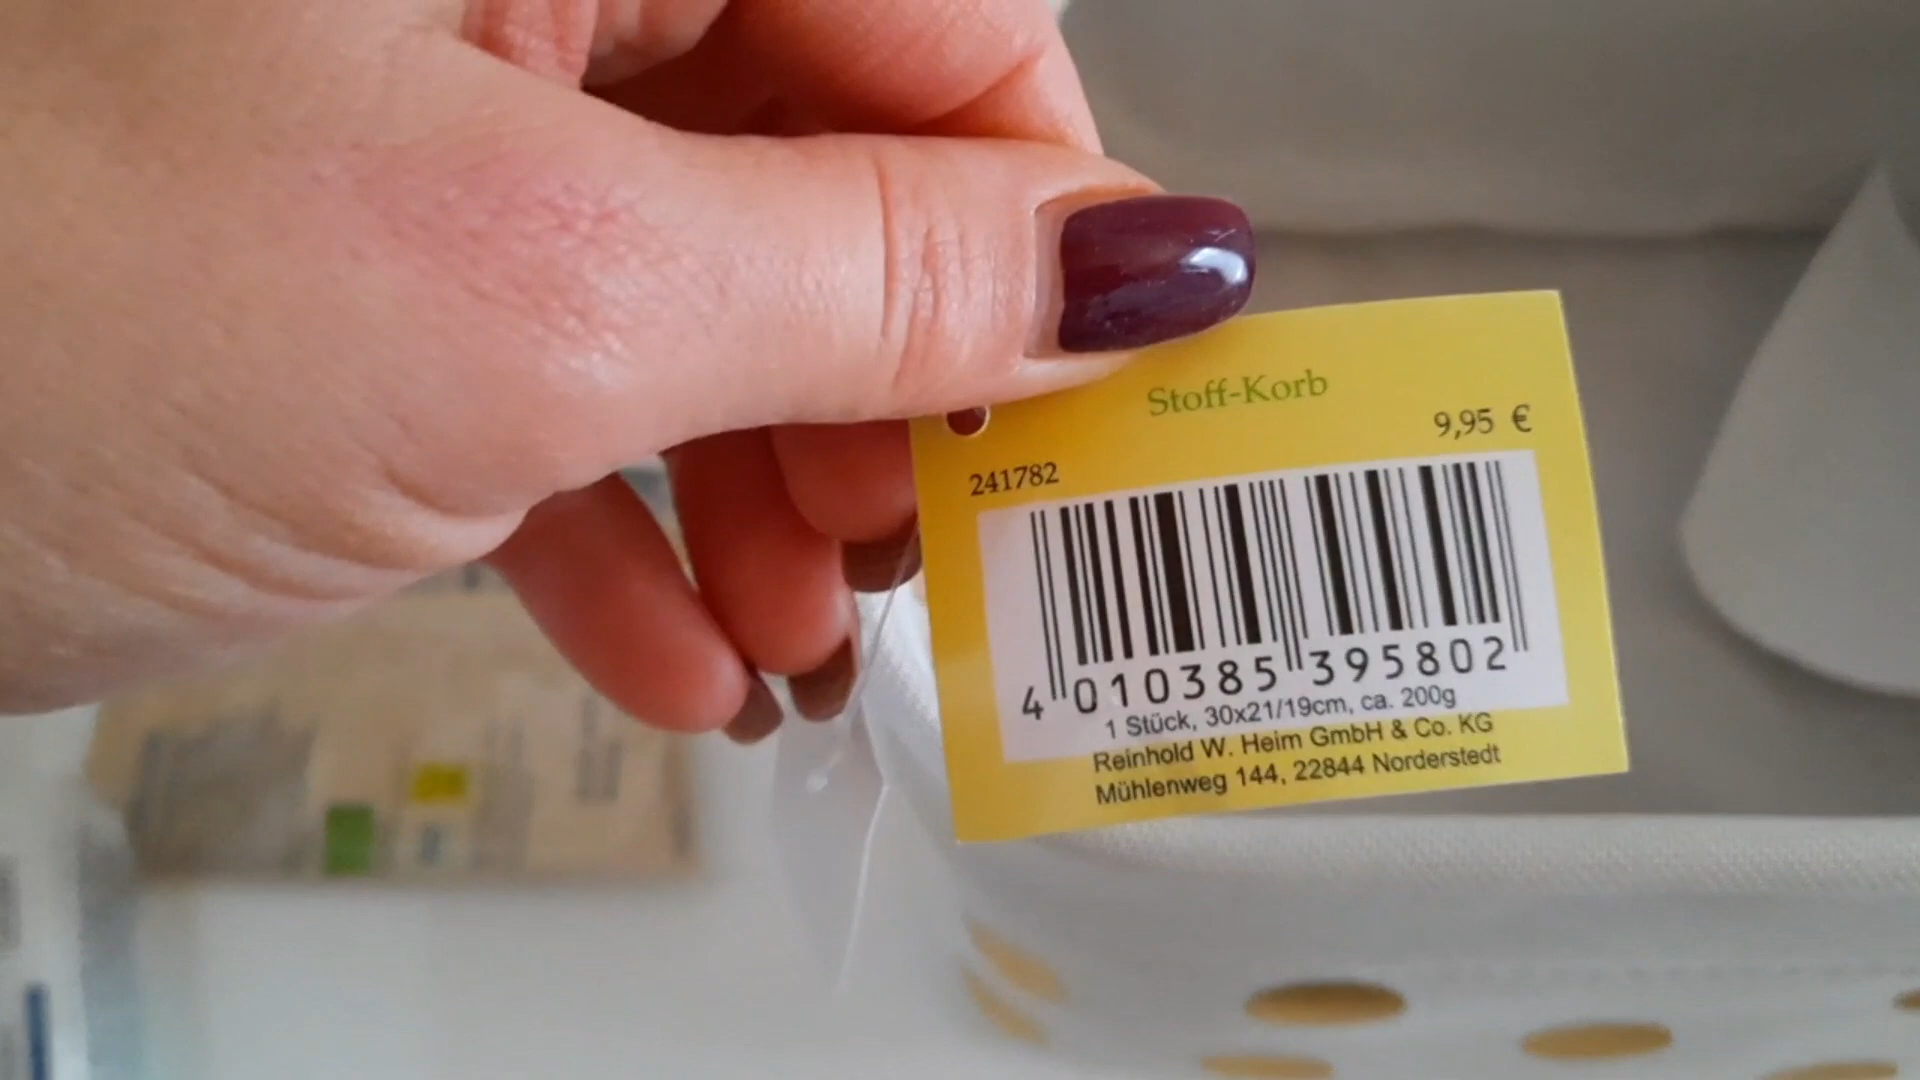 Stoff-Korb
9,95 €
241782
4 010385 395802
1 Stück, 30x21/19cm, ca. 200g
Reinhold W. Heim GmbH & Co. KG
Mühlenweg 144, 22844 Norderstedt